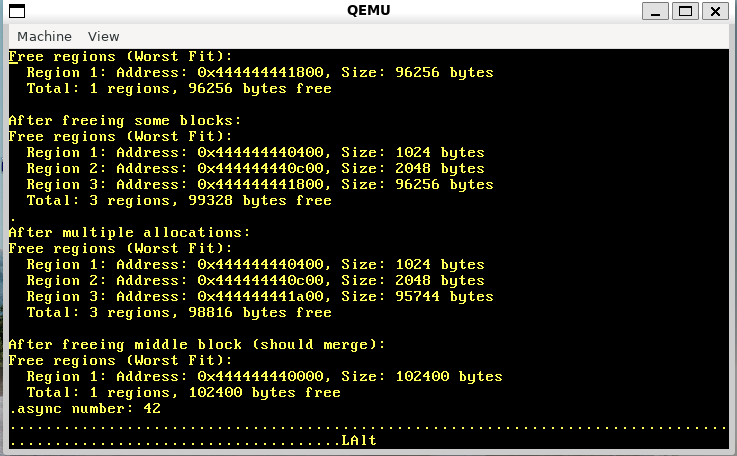 QEMU
Machine View
Free regions (Worst Fit):
Region 1: Address: 0x444444441800, Size: 96256 bytes
Total: 1 regions, 96256 bytes free
After freeing some blocks:
Free regions (Worst Fit):
Region 1: Address: 0x444444440400, Size: 1024 bytes
Region 2: Address: 0x444444440c00, Size: 2048 bytes
Region 3: Address: 0x444444441800, Size: 96256 bytes
Total: 3 regions, 99328 bytes free
.
After multiple allocations:
Free regions (Worst Fit):
Region 1: Address: 0x444444440400, Size: 1024 bytes
Region 2: Address: 0x444444440c00, Size: 2048 bytes
Region 3: Address: 0x444444441a00, Size: 95744 bytes
Total: 3 regions, 98816 bytes free
After freeing middle block (should merge):
Free regions (Worst Fit):
Region 1: Address: 0x444444440000, Size: 102400 bytes
Total: 1 regions, 102400 bytes free
.async number: 42
................................................................................
.....................................LAlt